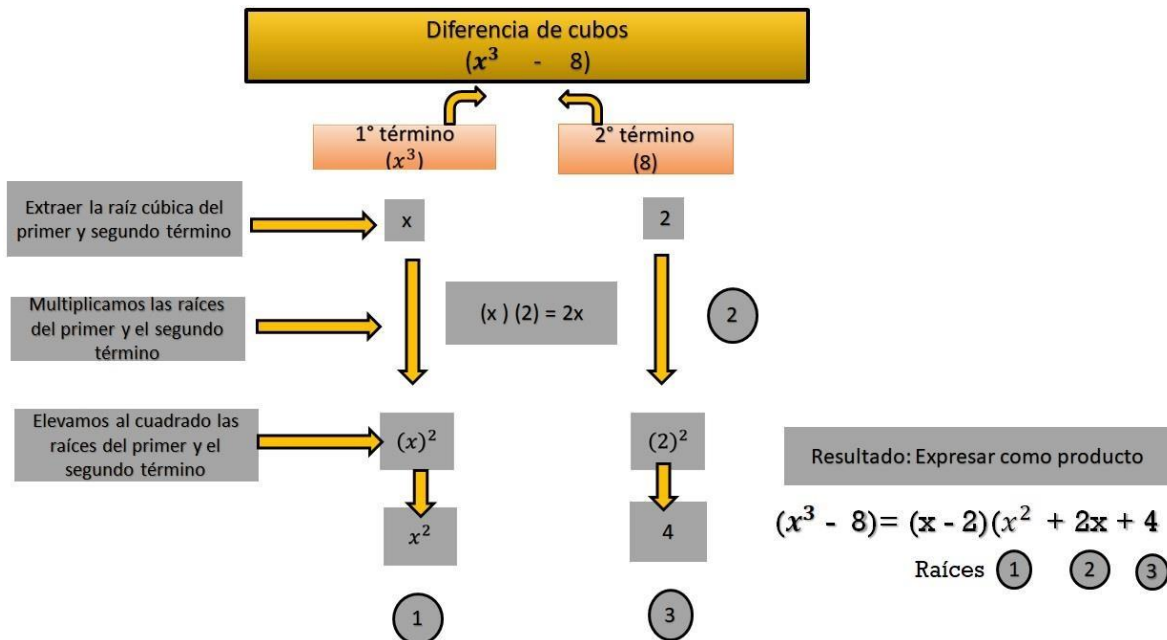 Diferencia de cubos
(x³ - 8)
1° término
(x³)
2° término
(8)
Extraer la raíz cúbica del
primer y segundo término
x
2
Multiplicamos las raíces
del primer y el segundo
término
(x ) (2) = 2x
2
Elevamos al cuadrado las
raíces del primer y el
segundo término
(x)²
(2)²
x²
4
1
3
Resultado: Expresar como producto
(x³ - 8)= (x - 2)(x² + 2x + 4
Raíces 1 2 3